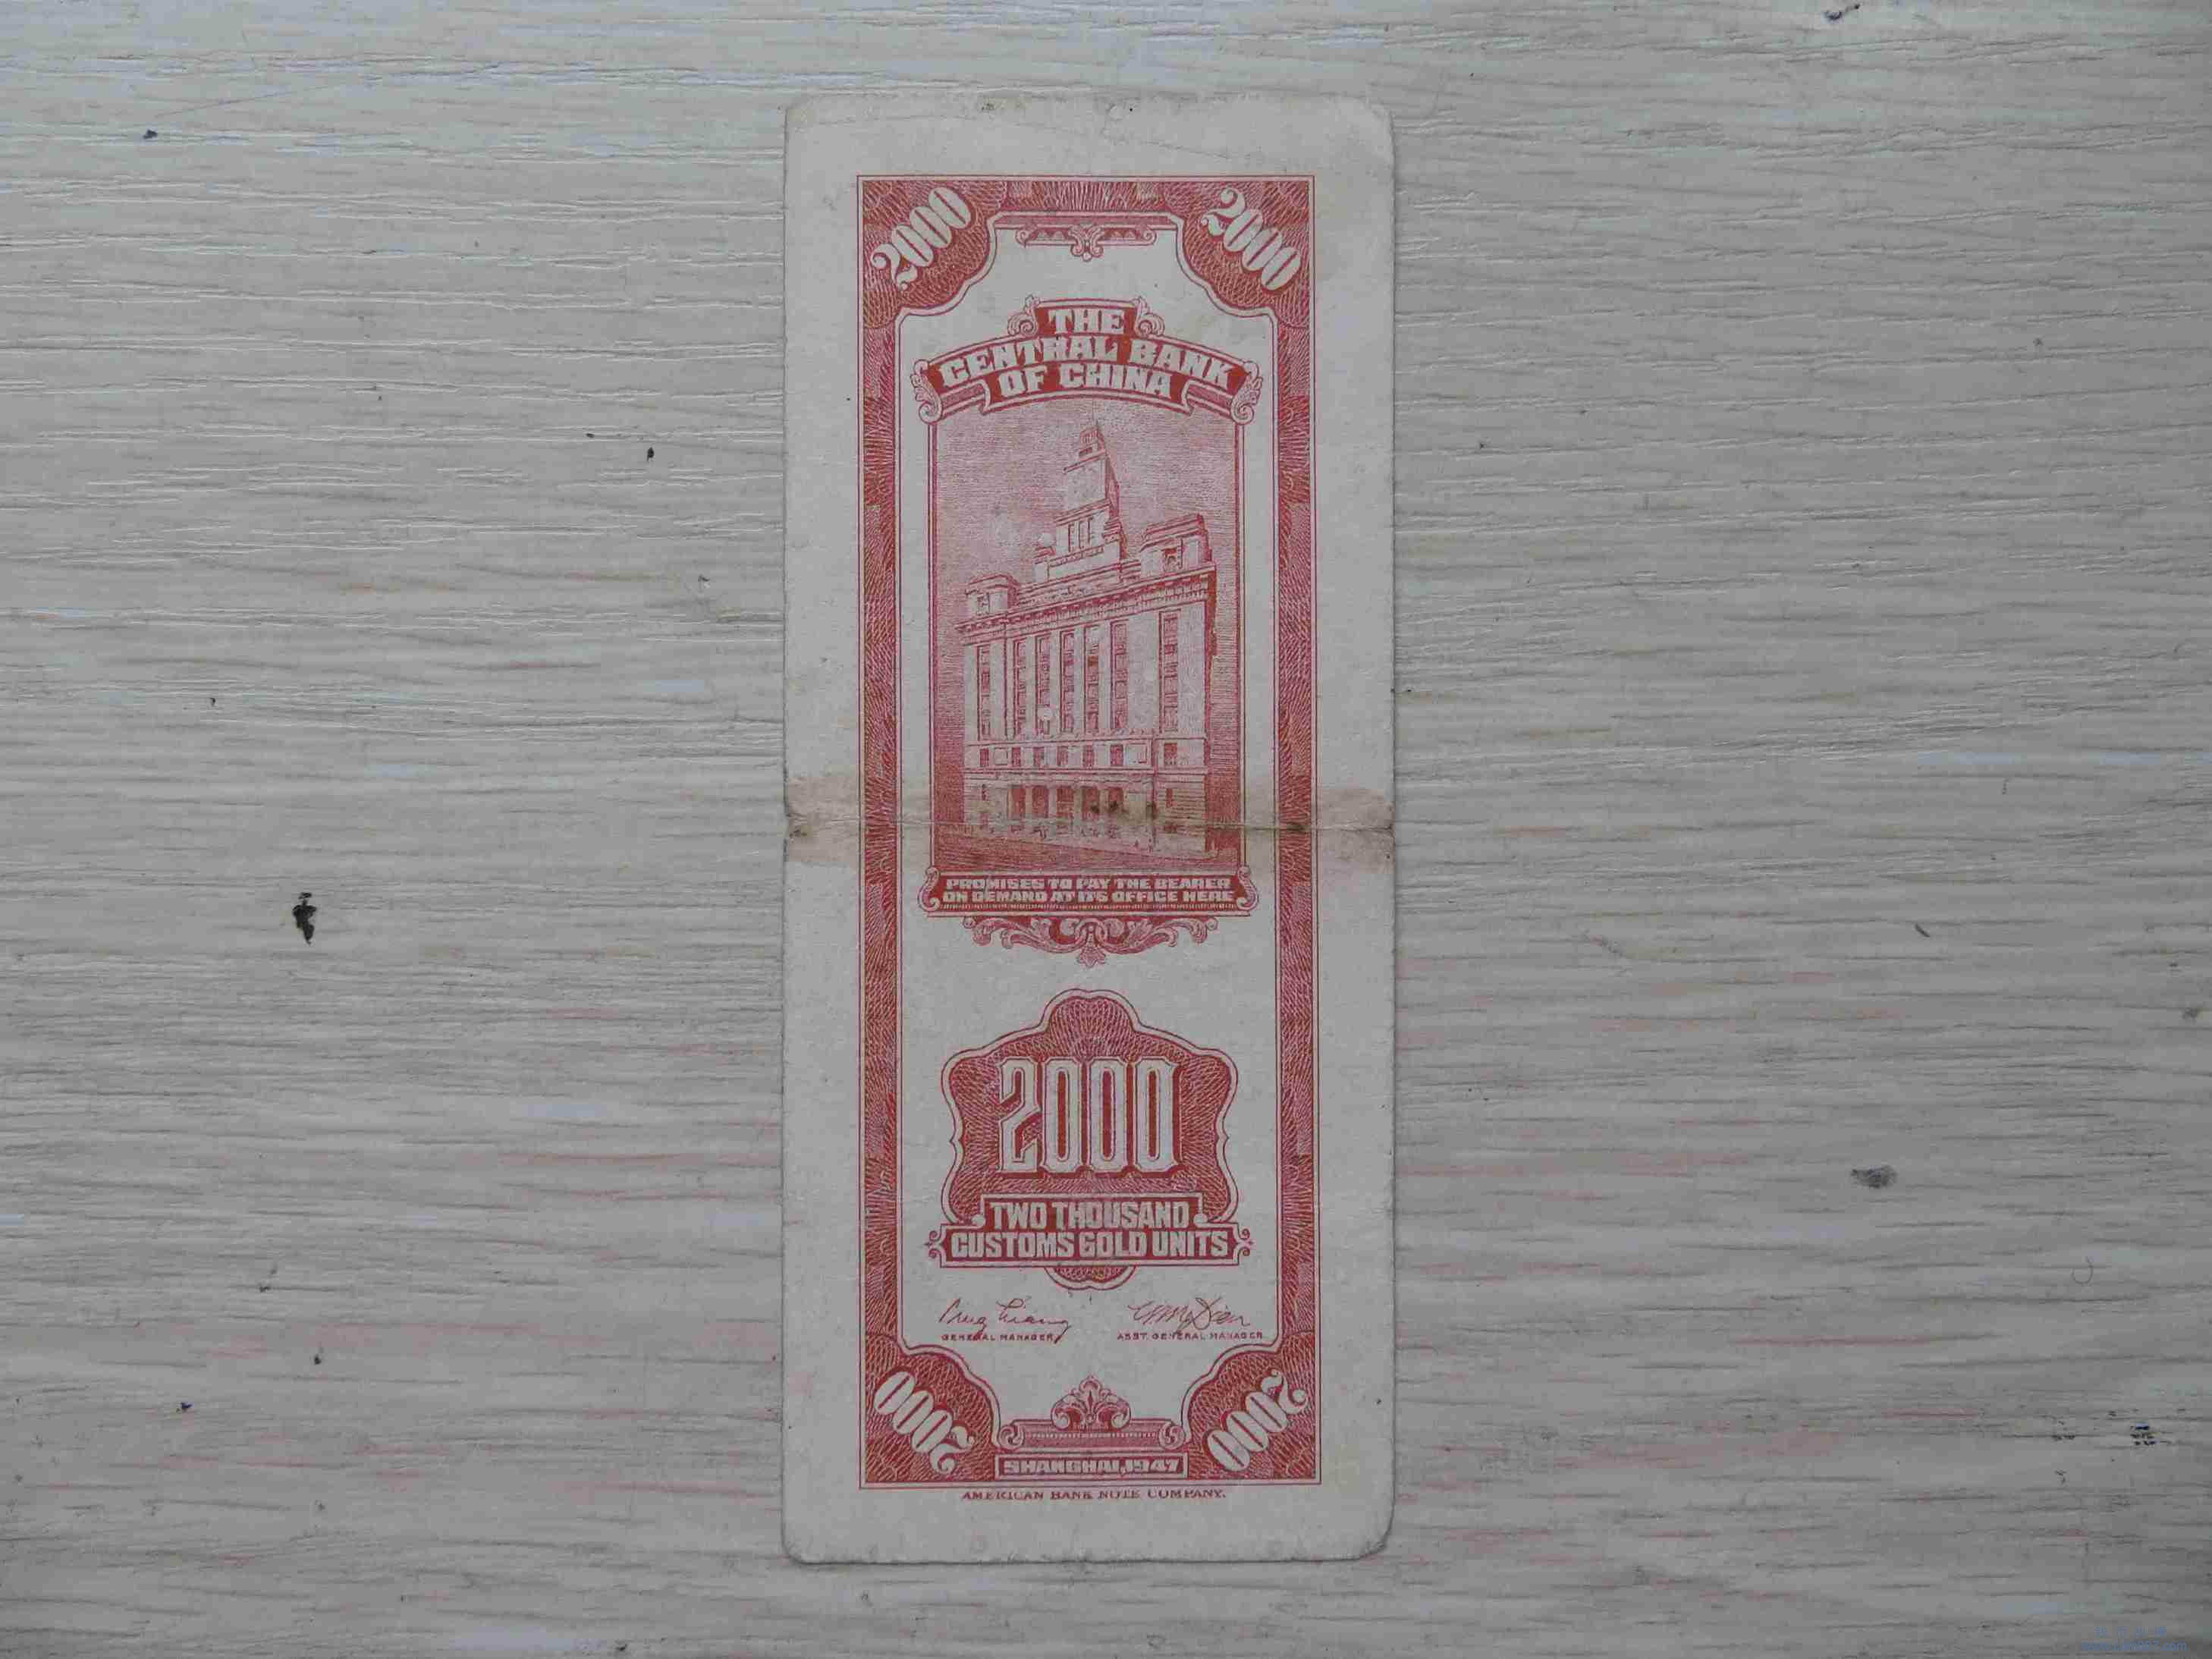 2000 2000
THE
CENTRAL BANK
OF CHINA
PROMISES TO PAY THE BEARER
ON DEMAND AT ITS OFFICE HERE
2000
TWO THOUSAND
CUSTOMS GOLD UNITS
GENERAL MANAGER ASST. GENERAL MANAGER
2000 2000
SHANGHAI, 1947
AMERICAN BANK NOTE COMPANY.